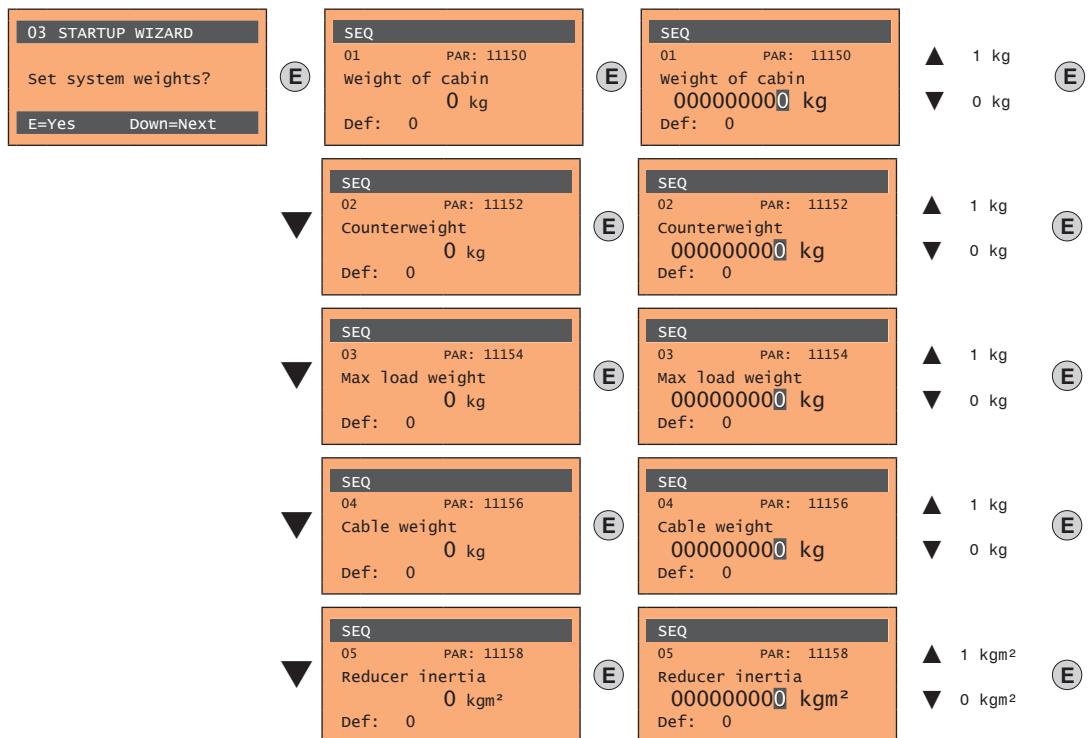 03 STARTUP WIZARD
Set system weights?
E=Yes Down=Next
E
SEQ
01 PAR: 11150
Weight of cabin
0 kg
Def: 0
E
SEQ
01 PAR: 11150
Weight of cabin
000000000 kg
Def: 0
▲ 1 kg
▼ 0 kg
E
▼
SEQ
02 PAR: 11152
Counterweight
0 kg
Def: 0
E
SEQ
02 PAR: 11152
Counterweight
000000000 kg
Def: 0
▲ 1 kg
▼ 0 kg
E
▼
SEQ
03 PAR: 11154
Max load weight
0 kg
Def: 0
E
SEQ
03 PAR: 11154
Max load weight
000000000 kg
Def: 0
▲ 1 kg
▼ 0 kg
E
▼
SEQ
04 PAR: 11156
Cable weight
0 kg
Def: 0
E
SEQ
04 PAR: 11156
Cable weight
000000000 kg
Def: 0
▲ 1 kg
▼ 0 kg
E
▼
SEQ
05 PAR: 11158
Reducer inertia
0 kgm²
Def: 0
E
SEQ
05 PAR: 11158
Reducer inertia
000000000 kgm²
Def: 0
▲ 1 kgm²
▼ 0 kgm²
E